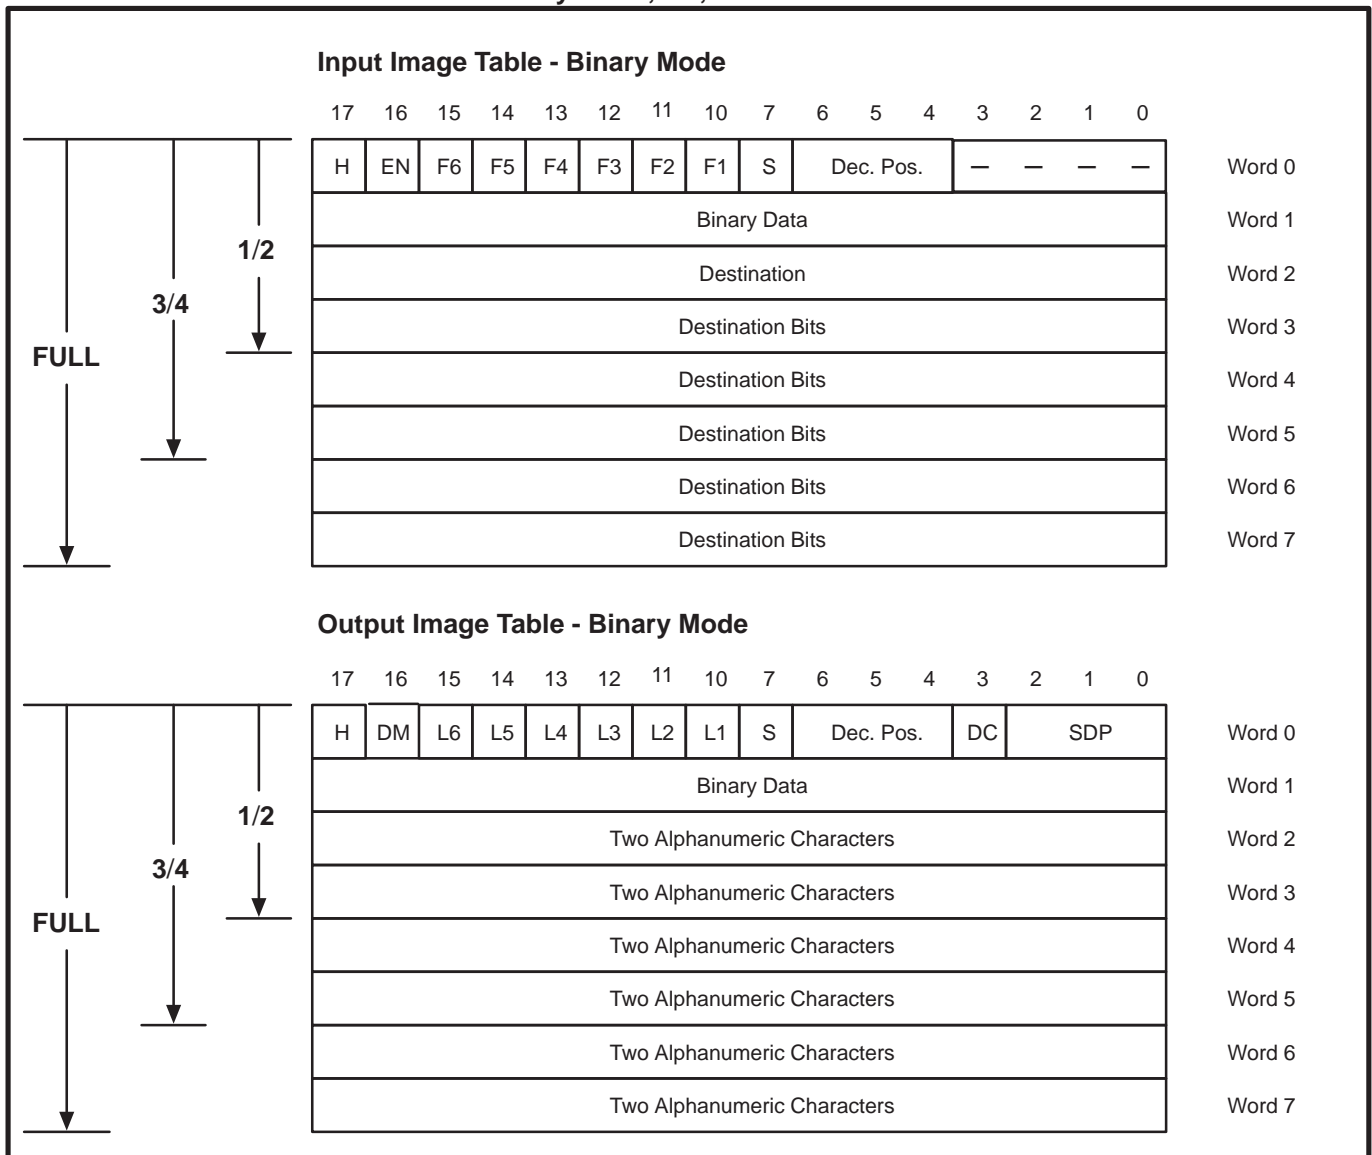 Input Image Table - Binary Mode
17 16 15 14 13 12 11 10 7 6 5 4 3 2 1 0
H EN F6 F5 F4 F3 F2 F1 S Dec. Pos. – – – – Word 0
Binary Data Word 1
1/2
Destination Word 2
3/4
Destination Bits Word 3
FULL
Destination Bits Word 4
Destination Bits Word 5
Destination Bits Word 6
Destination Bits Word 7
Output Image Table - Binary Mode
17 16 15 14 13 12 11 10 7 6 5 4 3 2 1 0
H DM L6 L5 L4 L3 L2 L1 S Dec. Pos. DC SDP Word 0
Binary Data Word 1
1/2
Two Alphanumeric Characters Word 2
3/4
Two Alphanumeric Characters Word 3
FULL
Two Alphanumeric Characters Word 4
Two Alphanumeric Characters Word 5
Two Alphanumeric Characters Word 6
Two Alphanumeric Characters Word 7